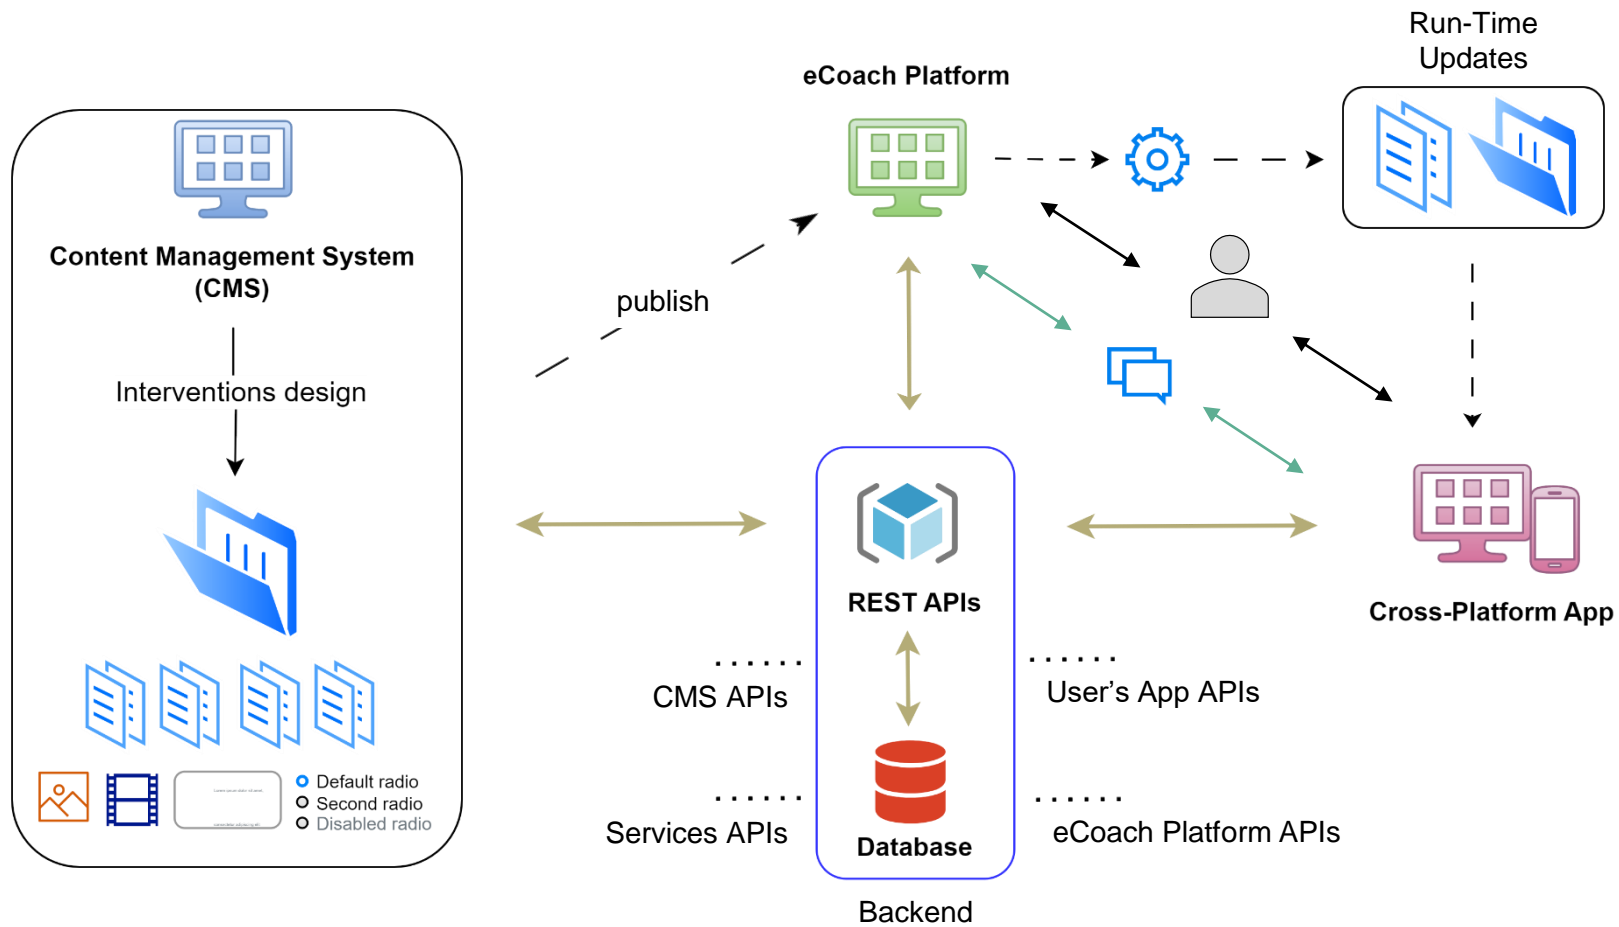 Run-Time
Updates
eCoach Platform
Content Management System
(CMS)
publish
Interventions design
REST APIs
Cross-Platform App
CMS APIs
User’s App APIs
Default radio
Second radio
Disabled radio
Services APIs
eCoach Platform APIs
Database
Backend